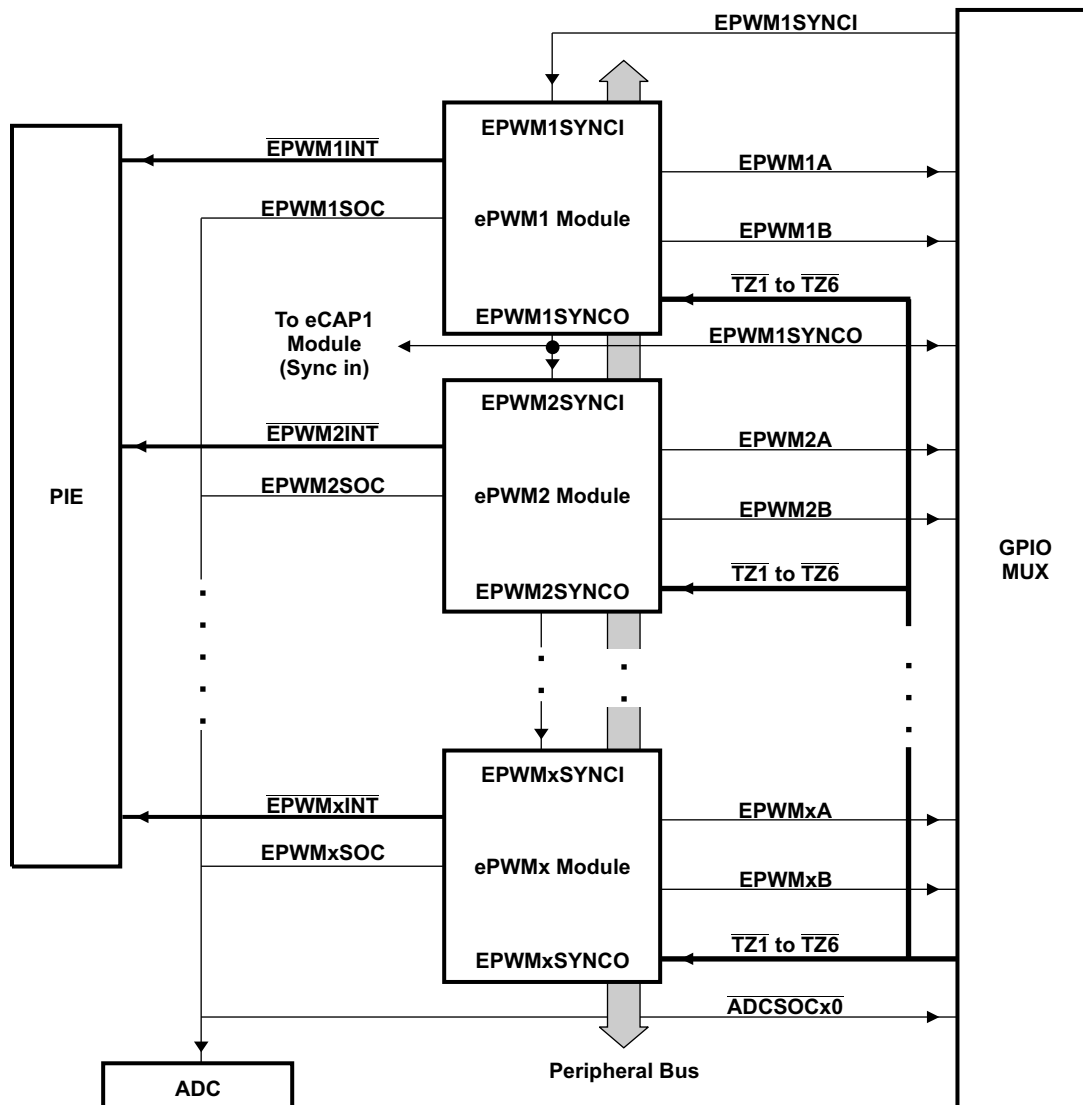 EPWM1SYNCI
EPWM1SYNCI
EPWM1INT
EPWM1A
EPWM1SOC
ePWM1 Module
EPWM1B
TZ1 to TZ6
To eCAP1
Module
(Sync in)
EPWM1SYNCO
EPWM1SYNCO
EPWM2SYNCI
EPWM2INT
EPWM2A
PIE
EPWM2SOC
ePWM2 Module
EPWM2B
GPIO
MUX
TZ1 to TZ6
EPWM2SYNCO
EPWMxSYNCI
EPWMxINT
EPWMxA
EPWMxSOC
ePWMx Module
EPWMxB
TZ1 to TZ6
EPWMxSYNCO
ADCSOCx0
Peripheral Bus
ADC